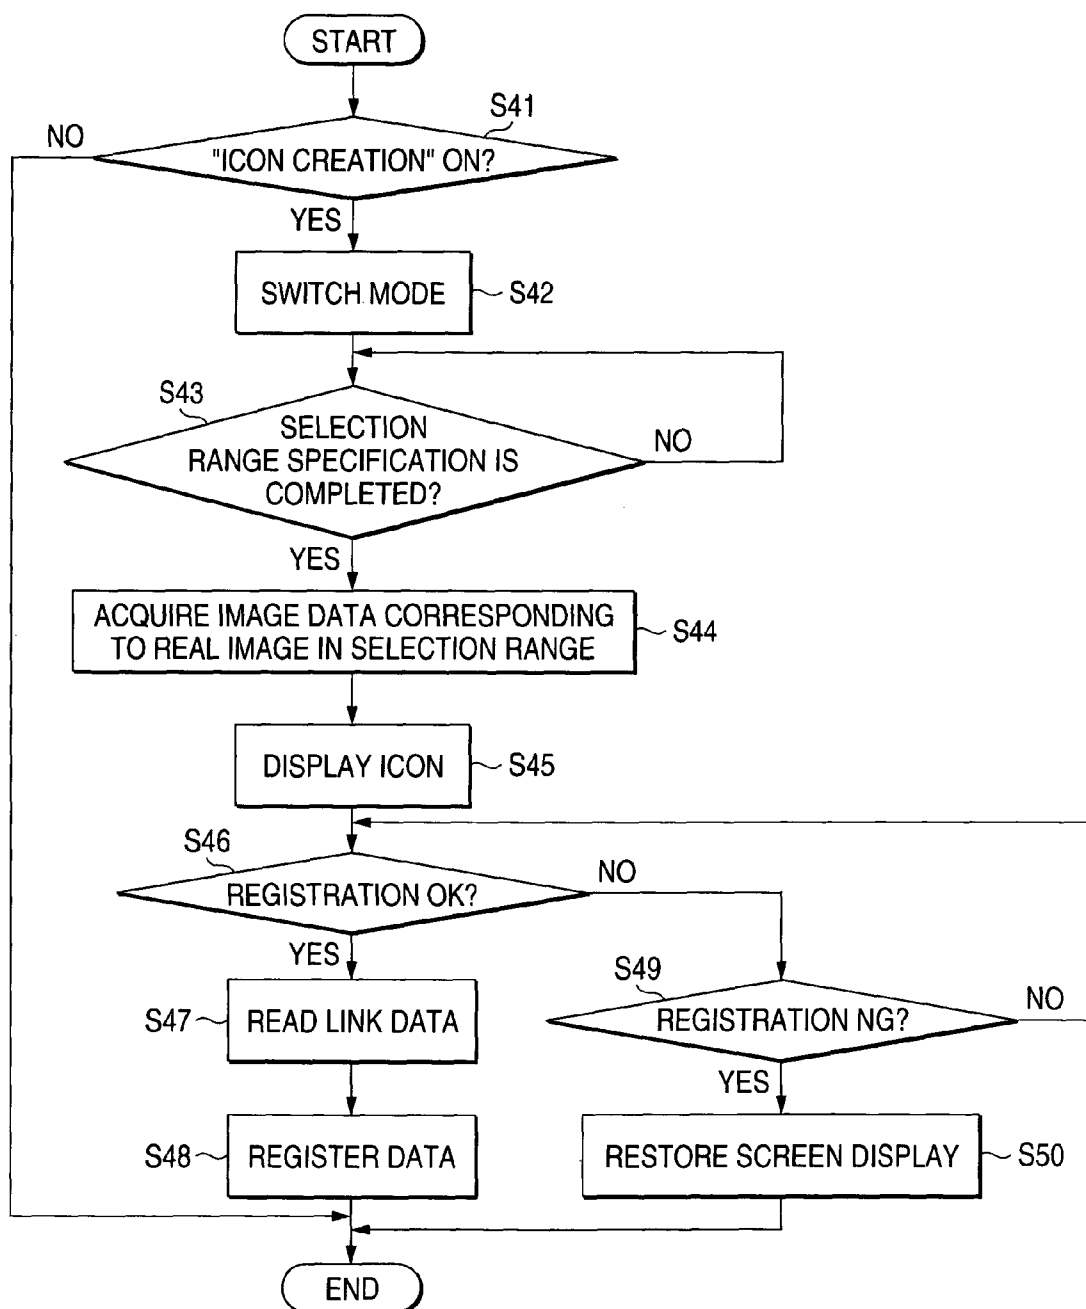 START
S41
NO
"ICON CREATION" ON?
YES
SWITCH MODE
S42
S43
SELECTION
RANGE SPECIFICATION IS
COMPLETED?
NO
YES
ACQUIRE IMAGE DATA CORRESPONDING
TO REAL IMAGE IN SELECTION RANGE
S44
DISPLAY ICON
S45
S46
REGISTRATION OK?
NO
YES
S47
READ LINK DATA
S49
REGISTRATION NG?
NO
YES
S48
REGISTER DATA
RESTORE SCREEN DISPLAY
S50
END